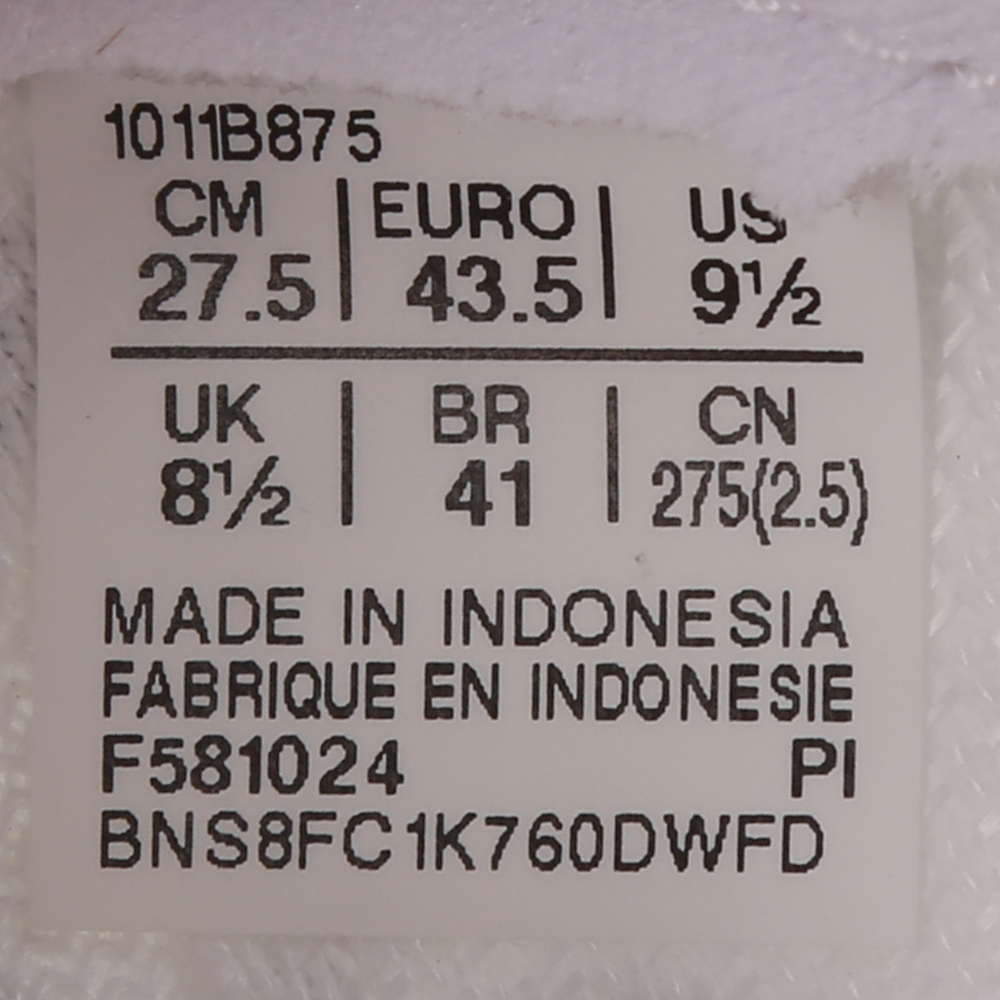 1011B875
CM | EURO | US
27.5 | 43.5 | 9½
UK | BR | CN
8½ | 41 | 275(2.5)
MADE IN INDONESIA
FABRIQUE EN INDONESIE
F581024 PI
BNS8FC1K760DWFD